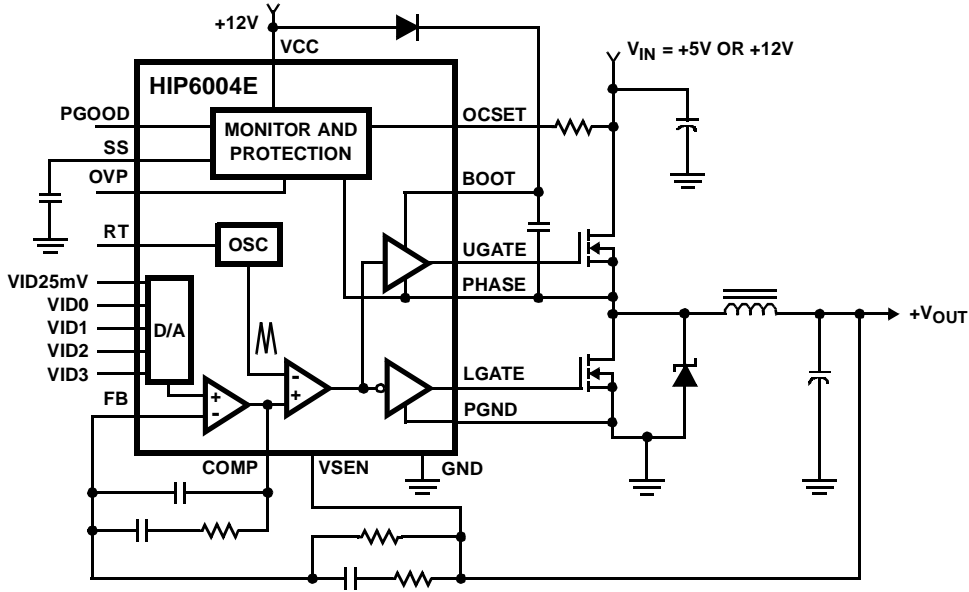 +12V
VCC
V_IN = +5V OR +12V
HIP6004E
PGOOD
MONITOR AND
PROTECTION
OCSET
SS
OVP
BOOT
RT
OSC
UGATE
PHASE
VID25mV
VID0
VID1
VID2
VID3
D/A
+V_OUT
FB
+
-
-
+
LGATE
PGND
COMP
VSEN
GND